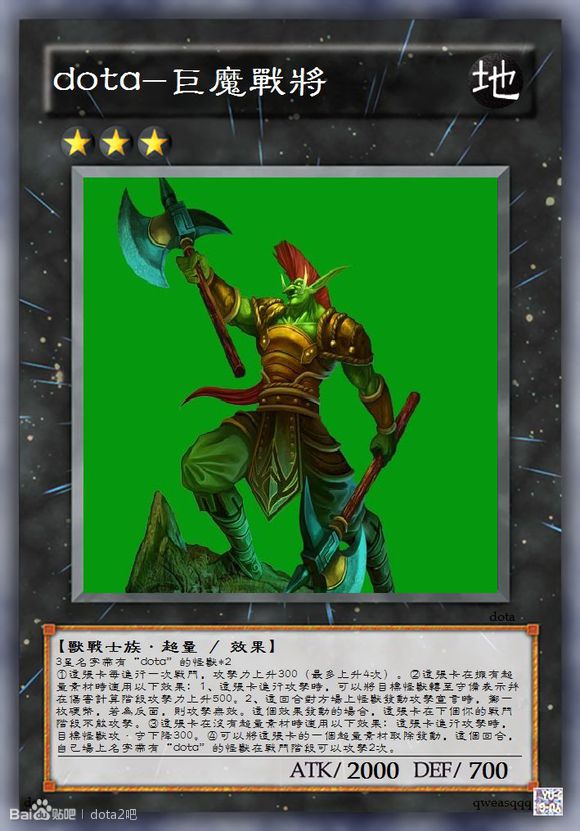 dota-巨魔戰將
地
dota
【獸戰士族·超量 / 效果】
3星名字帶有“dota”的怪獸*2
①這張卡每進行一次戰鬥，攻擊力上升300（最多上升4次）。②這張卡在擁有超
量素材時適用以下效果：1、這張卡進行攻擊時，可以將目標怪獸轉至守備表示并
在傷害計算階段攻擊力上升500。2、這回合對方場上怪獸發動攻擊宣言時，擲一
枚硬幣，若為反面，則攻擊無效。這個效果發動的場合，這張卡在下個你的戰鬥
階段不能攻擊。③這張卡在沒有超量素材時適用以下效果：這張卡進行攻擊時，
目標怪獸攻·守下降300。④可以將這張卡的一個超量素材取除發動，這個回合，
自己場上名字帶有“dota”的怪獸在戰鬥階段可以攻擊2次。
ATK/ 2000 DEF/ 700
Bai 贴吧 | dota2吧
qweasqqq